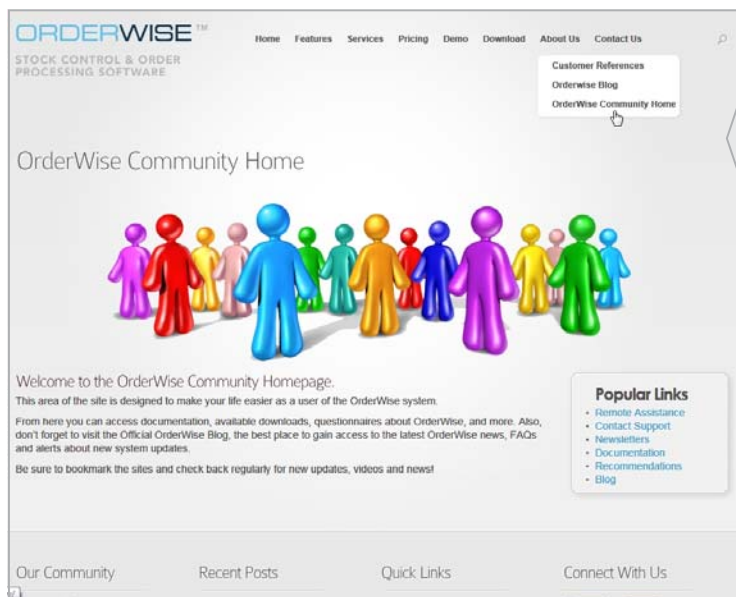 ORDERWISE™
STOCK CONTROL & ORDER
PROCESSING SOFTWARE
Home Features Services Pricing Demo Download About Us Contact Us
Customer References
Orderwise Blog
OrderWise Community Home
OrderWise Community Home
Welcome to the OrderWise Community Homepage.
This area of the site is designed to make your life easier as a user of the OrderWise system.
From here you can access documentation, available downloads, questionnaires about OrderWise, and more. Also,
don't forget to visit the Official OrderWise Blog, the best place to gain access to the latest OrderWise news, FAQs
and alerts about new system updates.
Be sure to bookmark the sites and check back regularly for new updates, videos and news!
Popular Links
Remote Assistance
Contact Support
Newsletters
Documentation
Recommendations
Blog
Our Community Recent Posts Quick Links Connect With Us